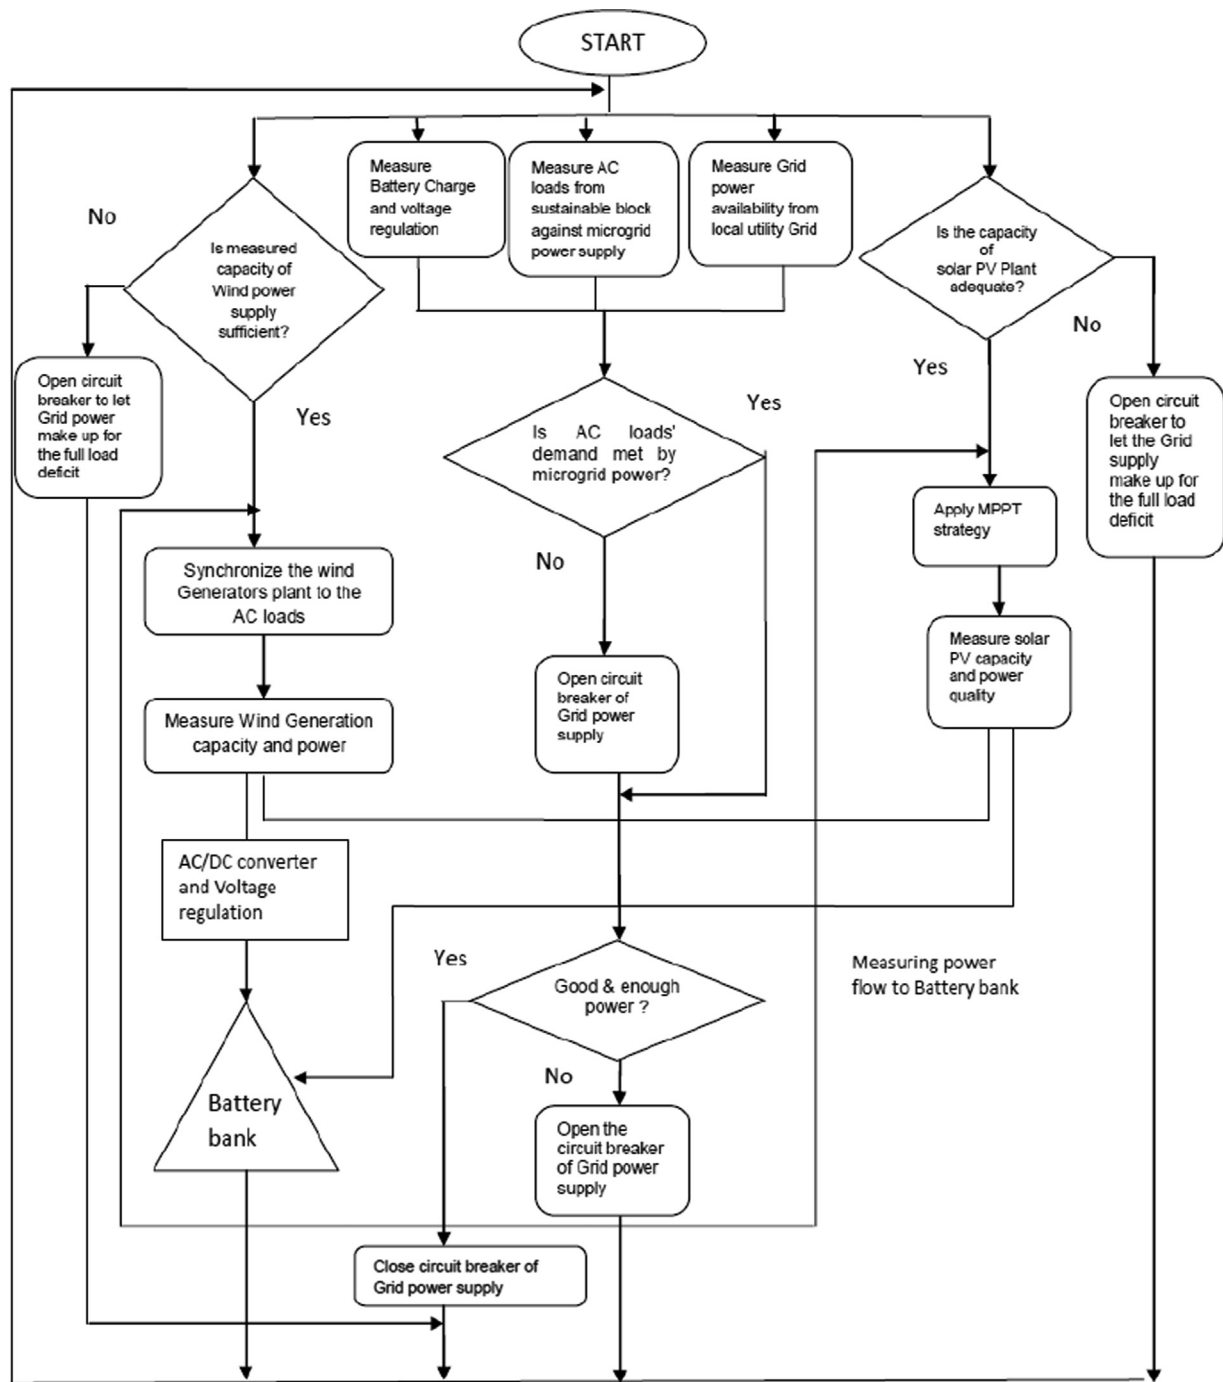 START
No
Is measured
capacity of
Wind power
supply
sufficient?
Measure
Battery Charge
and voltage
regulation
Measure AC
loads from
sustainable block
against microgrid
power supply
Measure Grid
power
availability from
local utility Grid
Is the capacity
of
solar PV Plant
adequate?
No
Yes
Open circuit
breaker to let
Grid power
make up for
the full load
deficit
Yes
Is AC loads'
demand met by
microgrid power?
Yes
No
Open circuit
breaker to
let the Grid
supply
make up for
the full load
deficit
Apply MPPT
strategy
Synchronize the wind
Generators plant to the
AC loads
Measure solar
PV capacity
and power
quality
Open circuit
breaker of
Grid power
supply
Measure Wind Generation
capacity and power
AC/DC converter
and Voltage
regulation
Yes
Good & enough
power ?
Measuring power
flow to Battery bank
No
Battery
bank
Open the
circuit breaker
of Grid power
supply
Close circuit breaker of
Grid power supply